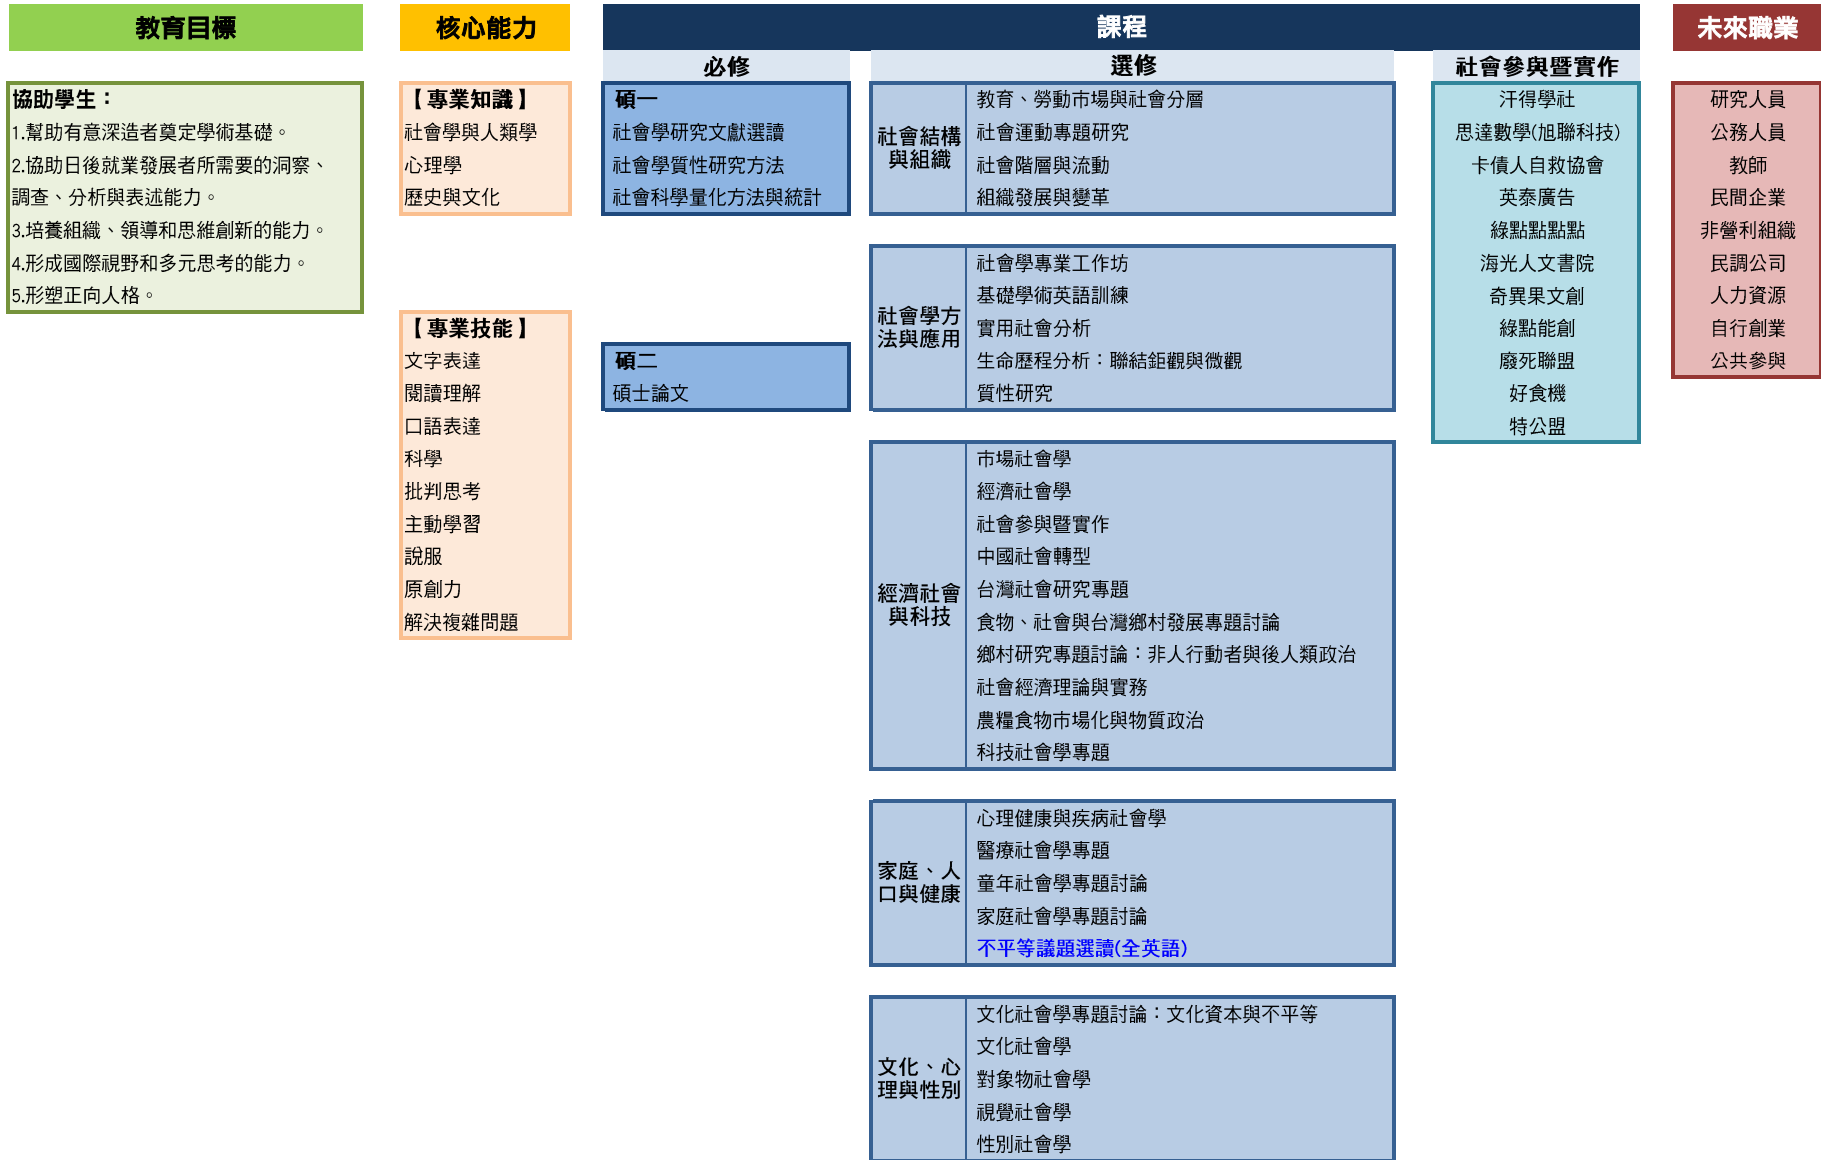 教育目標
協助學生：
1.幫助有意深造者奠定學術基礎。
2.協助日後就業發展者所需要的洞察、
調查、分析與表述能力。
3.培養組織、領導和思維創新的能力。
4.形成國際視野和多元思考的能力。
5.形塑正向人格。
核心能力
【專業知識】
社會學與人類學
心理學
歷史與文化
【專業技能】
文字表達
閱讀理解
口語表達
科學
批判思考
主動學習
說服
原創力
解決複雜問題
課程
必修
碩一
社會學研究文獻選讀
社會學質性研究方法
社會科學量化方法與統計
碩二
碩士論文
選修
社會結構
與組織
教育、勞動市場與社會分層
社會運動專題研究
社會階層與流動
組織發展與變革
社會學方
法與應用
社會學專業工作坊
基礎學術英語訓練
實用社會分析
生命歷程分析：聯結鉅觀與微觀
質性研究
經濟社會
與科技
市場社會學
經濟社會學
社會參與暨實作
中國社會轉型
台灣社會研究專題
食物、社會與台灣鄉村發展專題討論
鄉村研究專題討論：非人行動者與後人類政治
社會經濟理論與實務
農糧食物市場化與物質政治
科技社會學專題
家庭、人
口與健康
心理健康與疾病社會學
醫療社會學專題
童年社會學專題討論
家庭社會學專題討論
不平等議題選讀(全英語)
文化、心
理與性別
文化社會學專題討論：文化資本與不平等
文化社會學
對象物社會學
視覺社會學
性別社會學
社會參與暨實作
汗得學社
思達數學(旭聯科技)
卡債人自救協會
英泰廣告
綠點點點點
海光人文書院
奇異果文創
綠點能創
廢死聯盟
好食機
特公盟
未來職業
研究人員
公務人員
教師
民間企業
非營利組織
民調公司
人力資源
自行創業
公共參與